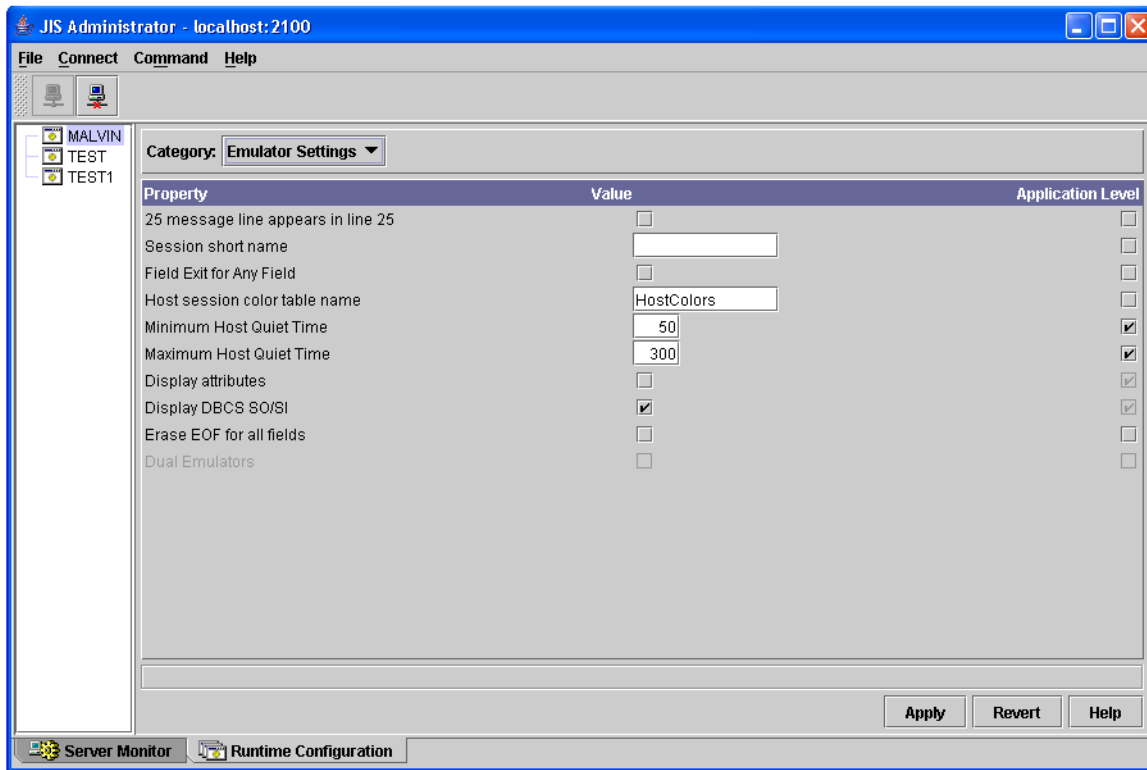 JIS Administrator - localhost:2100
File Connect Command Help
MALVIN
TEST
TEST1
Category: Emulator Settings
Property Value Application Level
25 message line appears in line 25
Session short name
Field Exit for Any Field
Host session color table name HostColors
Minimum Host Quiet Time 50
Maximum Host Quiet Time 300
Display attributes
Display DBCS SO/SI
Erase EOF for all fields
Dual Emulators
Apply Revert Help
Server Monitor Runtime Configuration